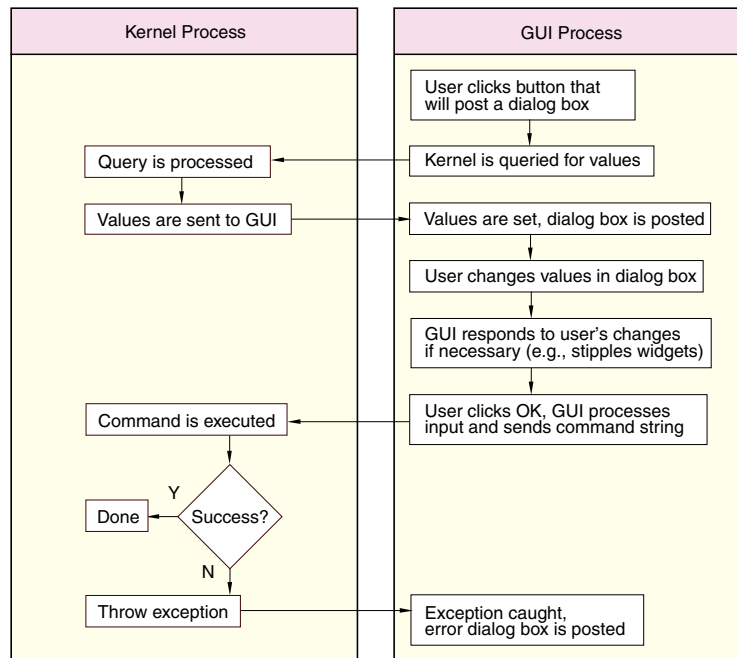 Kernel Process
GUI Process
User clicks button that
will post a dialog box
Query is processed
Kernel is queried for values
Values are sent to GUI
Values are set, dialog box is posted
User changes values in dialog box
GUI responds to user's changes
if necessary (e.g., stipples widgets)
Command is executed
User clicks OK, GUI processes
input and sends command string
Y
Done
Success?
N
Throw exception
Exception caught,
error dialog box is posted